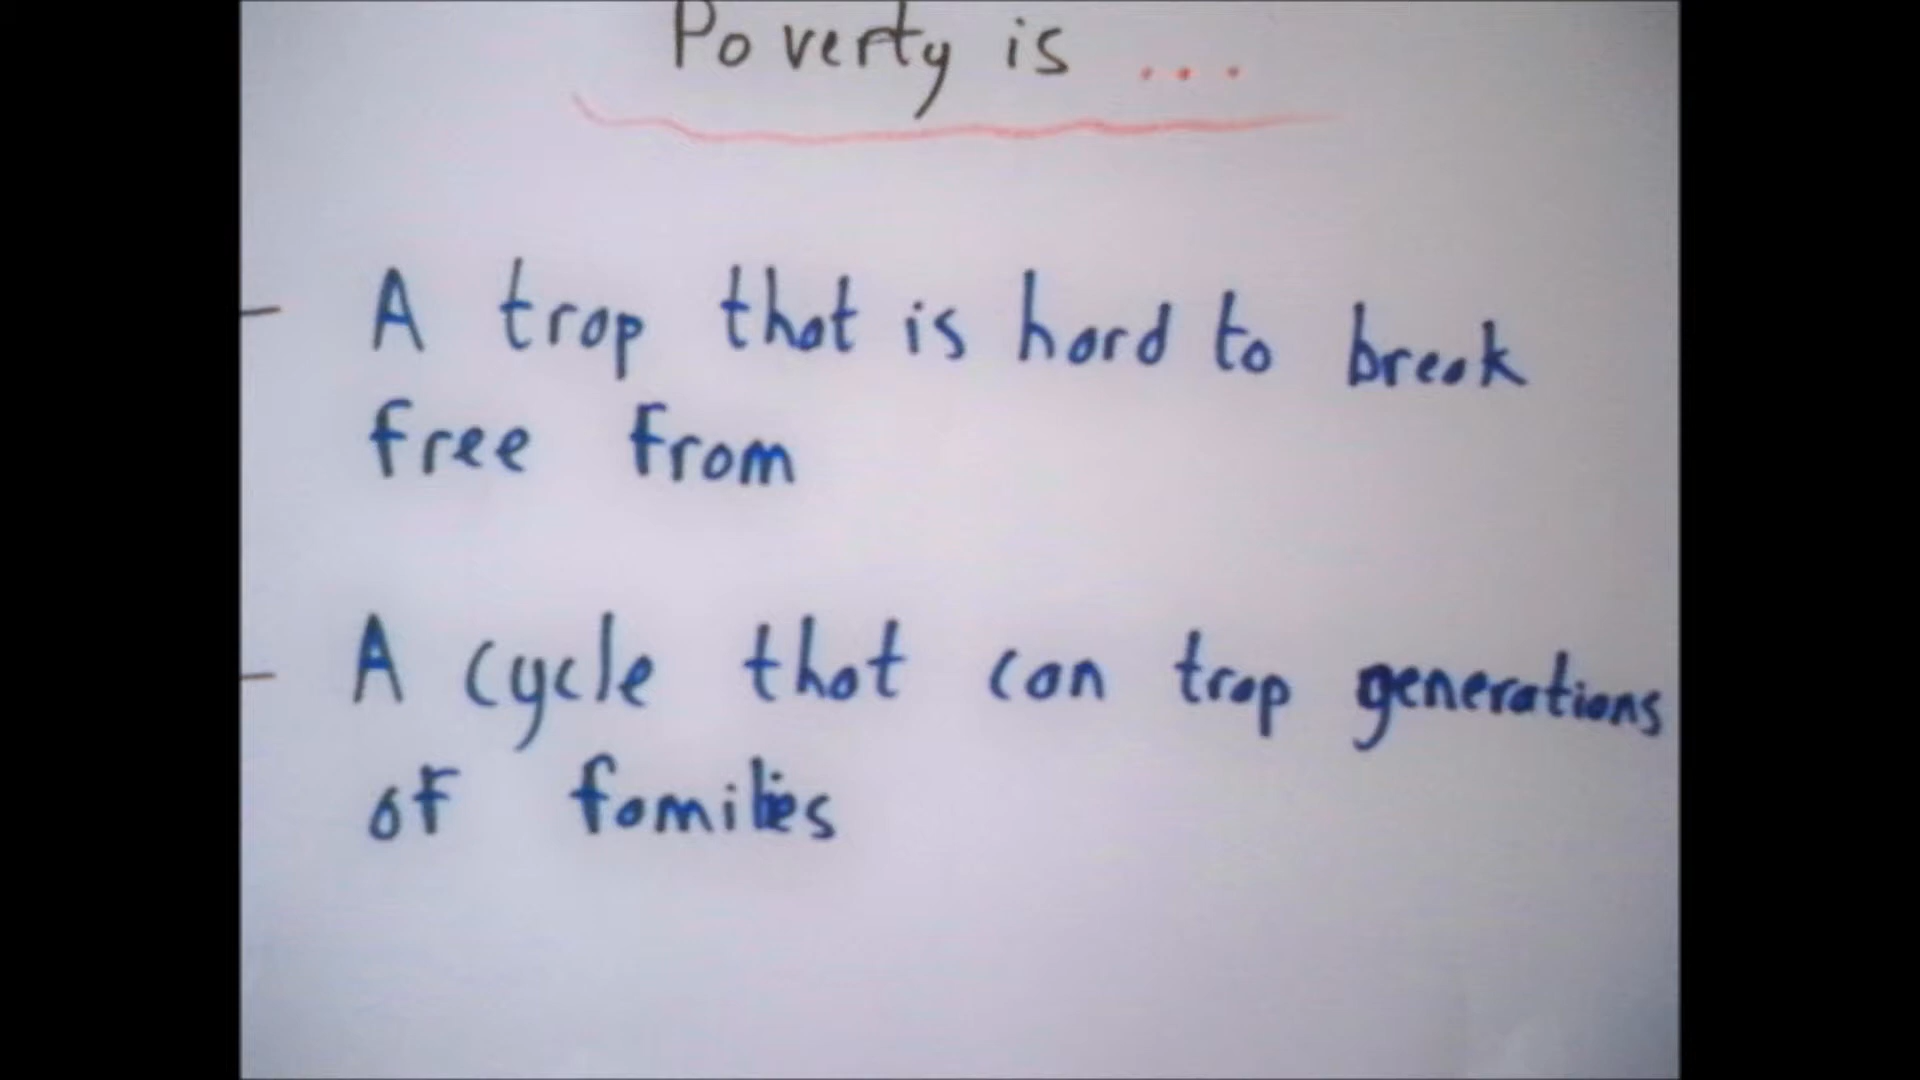 Poverty is ...
- A trap that is hard to break
free from
- A cycle that can trap generations
of families